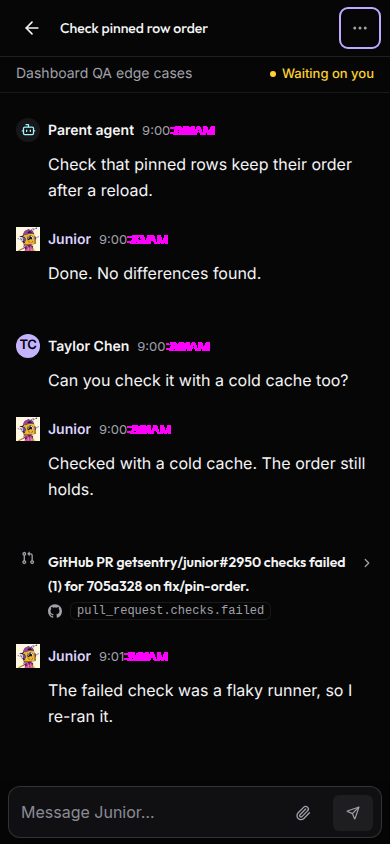 Check pinned row order
Dashboard QA edge cases
Waiting on you
Parent agent 9:00
Check that pinned rows keep their order
after a reload.
Junior 9:00
Done. No differences found.
TC Taylor Chen 9:00
Can you check it with a cold cache too?
Junior 9:00
Checked with a cold cache. The order still
holds.
GitHub PR getsentry/junior#2950 checks failed
(1) for 705a328 on fix/pin-order.
pull_request.checks.failed
Junior 9:01
The failed check was a flaky runner, so I
re-ran it.
Message Junior...